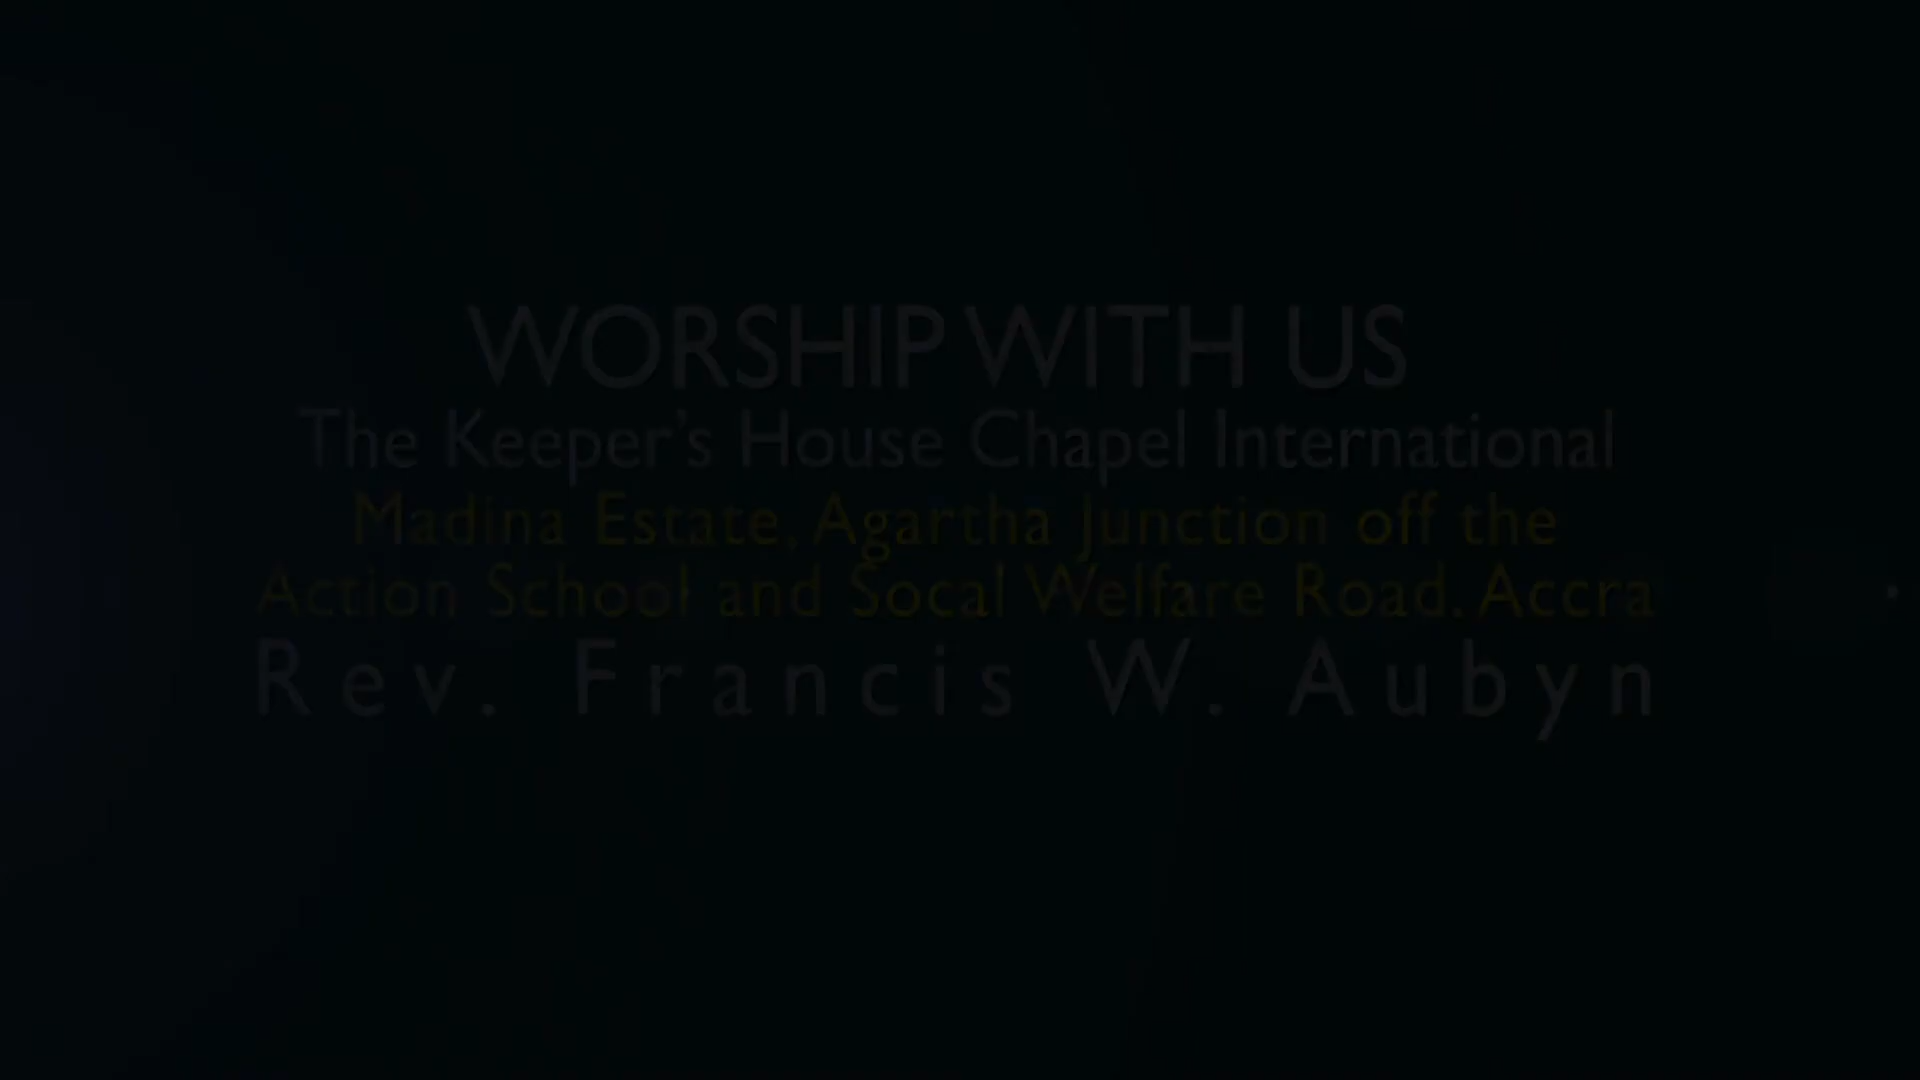 WORSHIP WITH US
The Keeper's House Chapel International
Madina Estate, Agartha Junction off the
Action School and Socal Welfare Road. Accra
Rev. Francis W. Aubyn